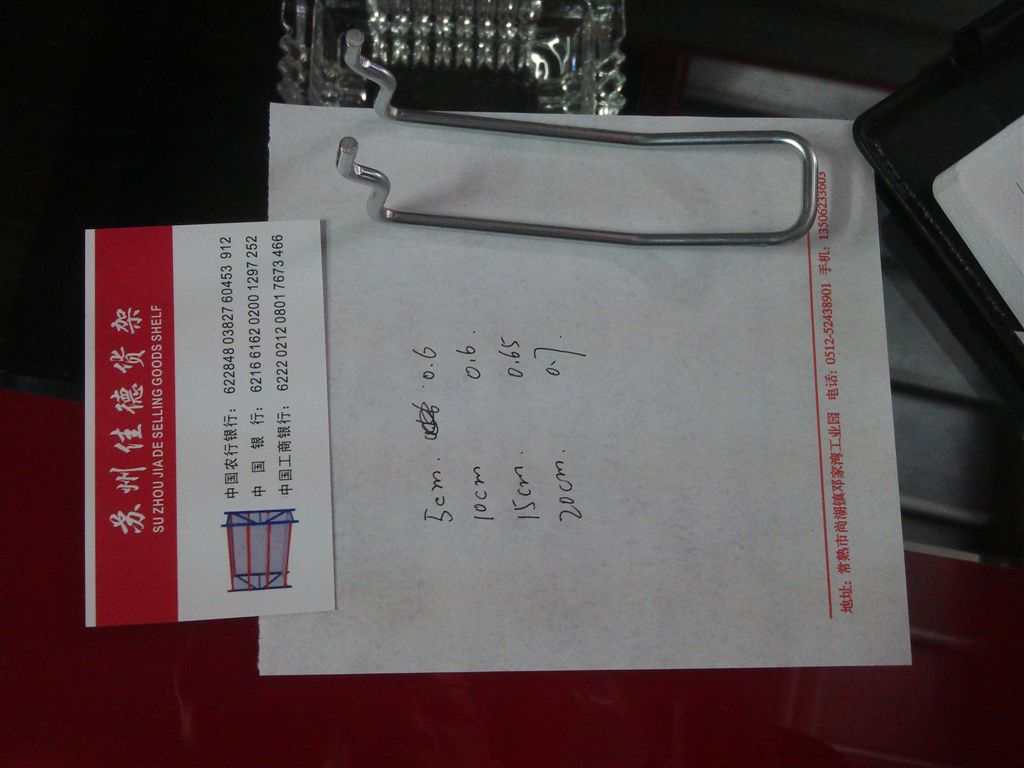 苏州佳德货架
SU ZHOU JIA DE SELLING GOODS SHELF
中国农行银行： 622848 03827 60453 912
中 国 银 行： 6216 6162 0200 1297 252
中国工商银行： 6222 0212 0801 7673 466
5cm. 0.6
10cm 0.6.
15cm. 0.65
20cm. 0.7.
地址：常熟市尚湖镇邓家湾工业园 电话：0512-52438901 手机：13506233603